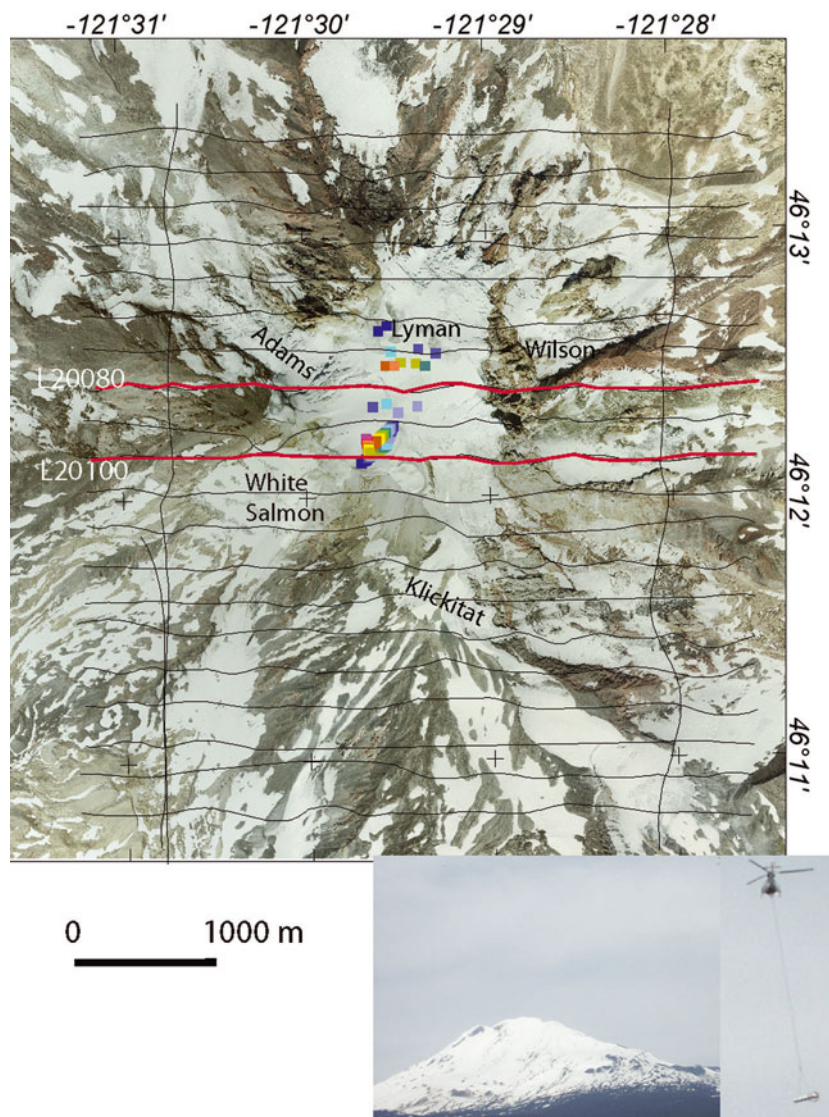 -121°31' -121°30' -121°29' -121°28'
46°13'
Lyman
Adams
Wilson
L20080
L20100
46°12'
White
Salmon
Klickitat
46°11'
0 1000 m